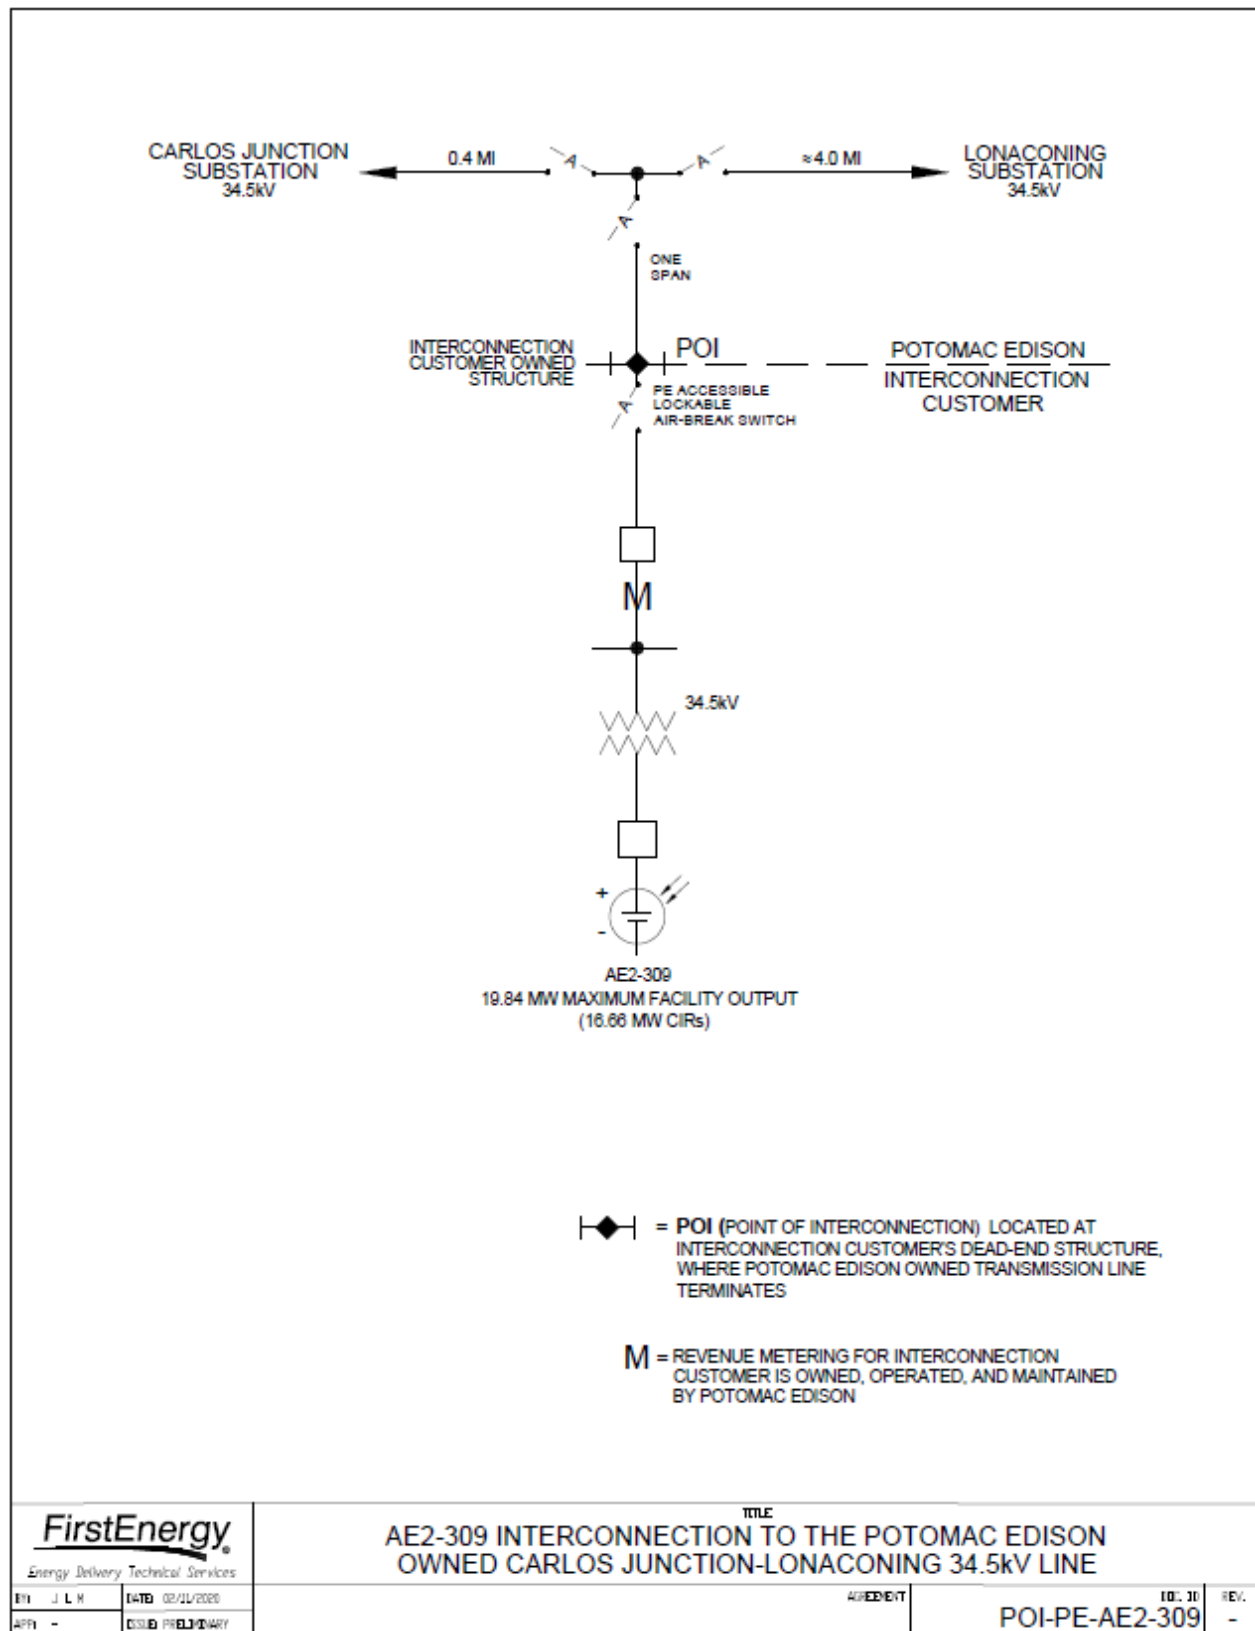 CARLOS JUNCTION
SUBSTATION
34.5kV
0.4 MI
A
A
≈4.0 MI
LONACONING
SUBSTATION
34.5kV
A
ONE
SPAN
INTERCONNECTION
CUSTOMER OWNED
STRUCTURE
POI
POTOMAC EDISON
INTERCONNECTION
CUSTOMER
A
PE ACCESSIBLE
LOCKABLE
AIR-BREAK SWITCH
M
34.5kV
+
-
AE2-309
19.84 MW MAXIMUM FACILITY OUTPUT
(16.66 MW CIRs)
= POI (POINT OF INTERCONNECTION) LOCATED AT
INTERCONNECTION CUSTOMER'S DEAD-END STRUCTURE,
WHERE POTOMAC EDISON OWNED TRANSMISSION LINE
TERMINATES
M = REVENUE METERING FOR INTERCONNECTION
CUSTOMER IS OWNED, OPERATED, AND MAINTAINED
BY POTOMAC EDISON
FirstEnergy®
Energy Delivery Technical Services
TITLE
AE2-309 INTERCONNECTION TO THE POTOMAC EDISON
OWNED CARLOS JUNCTION-LONACONING 34.5kV LINE
BY: J L M
DATE: 02/11/2020
APP: -
ISSUE: PRELIMINARY
AGREEMENT
DOC. ID
POI-PE-AE2-309
REV.
-